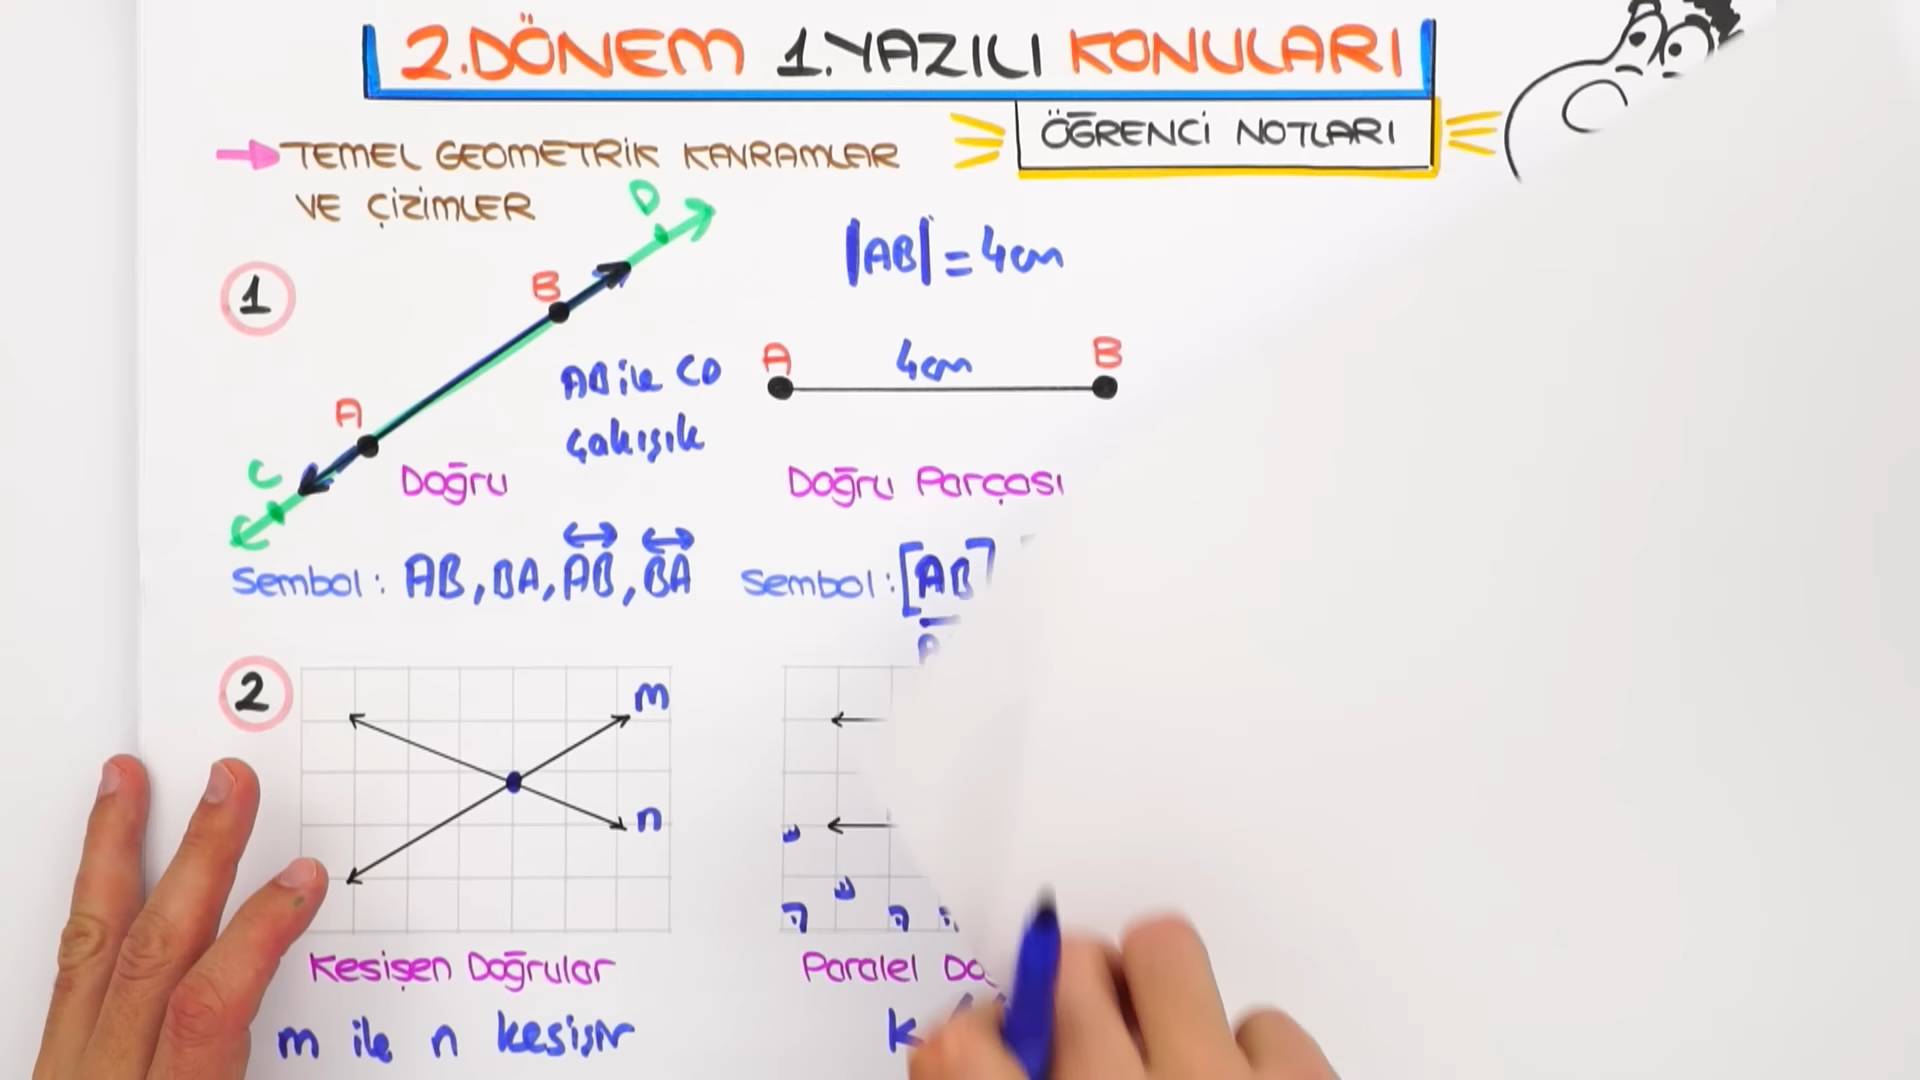 2.DÖNEM 1.YAZILI KONULARI
ÖĞRENCİ NOTLARI
TEMEL GEOMETRİK KAVRAMLAR
VE ÇİZİMLER
1
D
B
A
C
AB ile CD
çakışık
Doğru
Sembol: AB, BA, AB, BA
|AB| = 4cm
A 4cm B
Doğru Parçası
Sembol: [AB]
2
m
n
Kesişen Doğrular
m ile n kesişir
Paralel
k